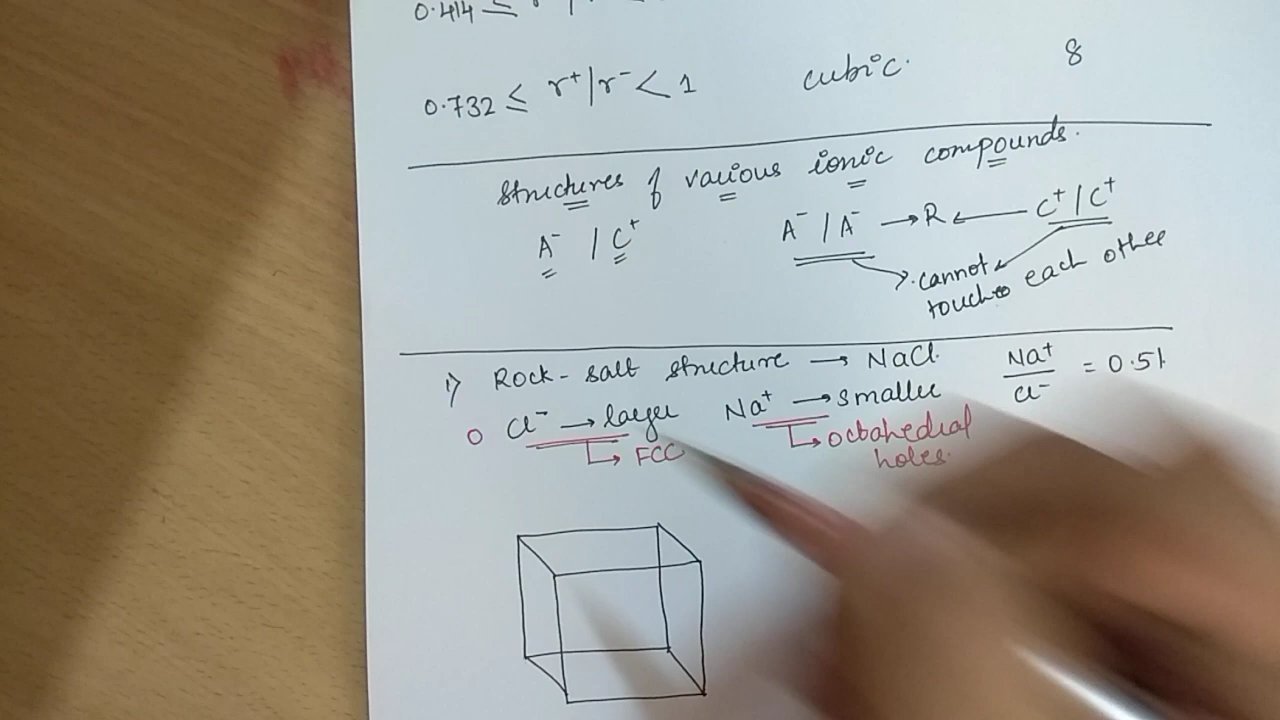 0.414 ≤
0.732 ≤ r⁺/r⁻ < 1 cubic. 8
Structures of various ionic compounds.
A⁻ / C⁺ A⁻ / A⁻ → R ← C⁺ / C⁺
cannot
touch each other
1) Rock-salt structure → NaCl. Na⁺/Cl⁻ = 0.51
O Cl⁻ → larger Na⁺ → smaller
↳ FCC ↳ octahedral
holes.